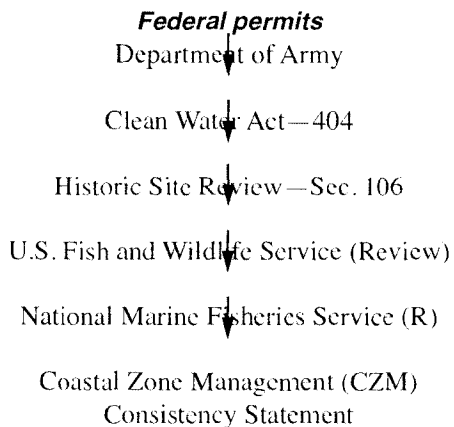 Federal permits
Department of Army
Clean Water Act—404
Historic Site Review—Sec. 106
U.S. Fish and Wildlife Service (Review)
National Marine Fisheries Service (R)
Coastal Zone Management (CZM)
Consistency Statement